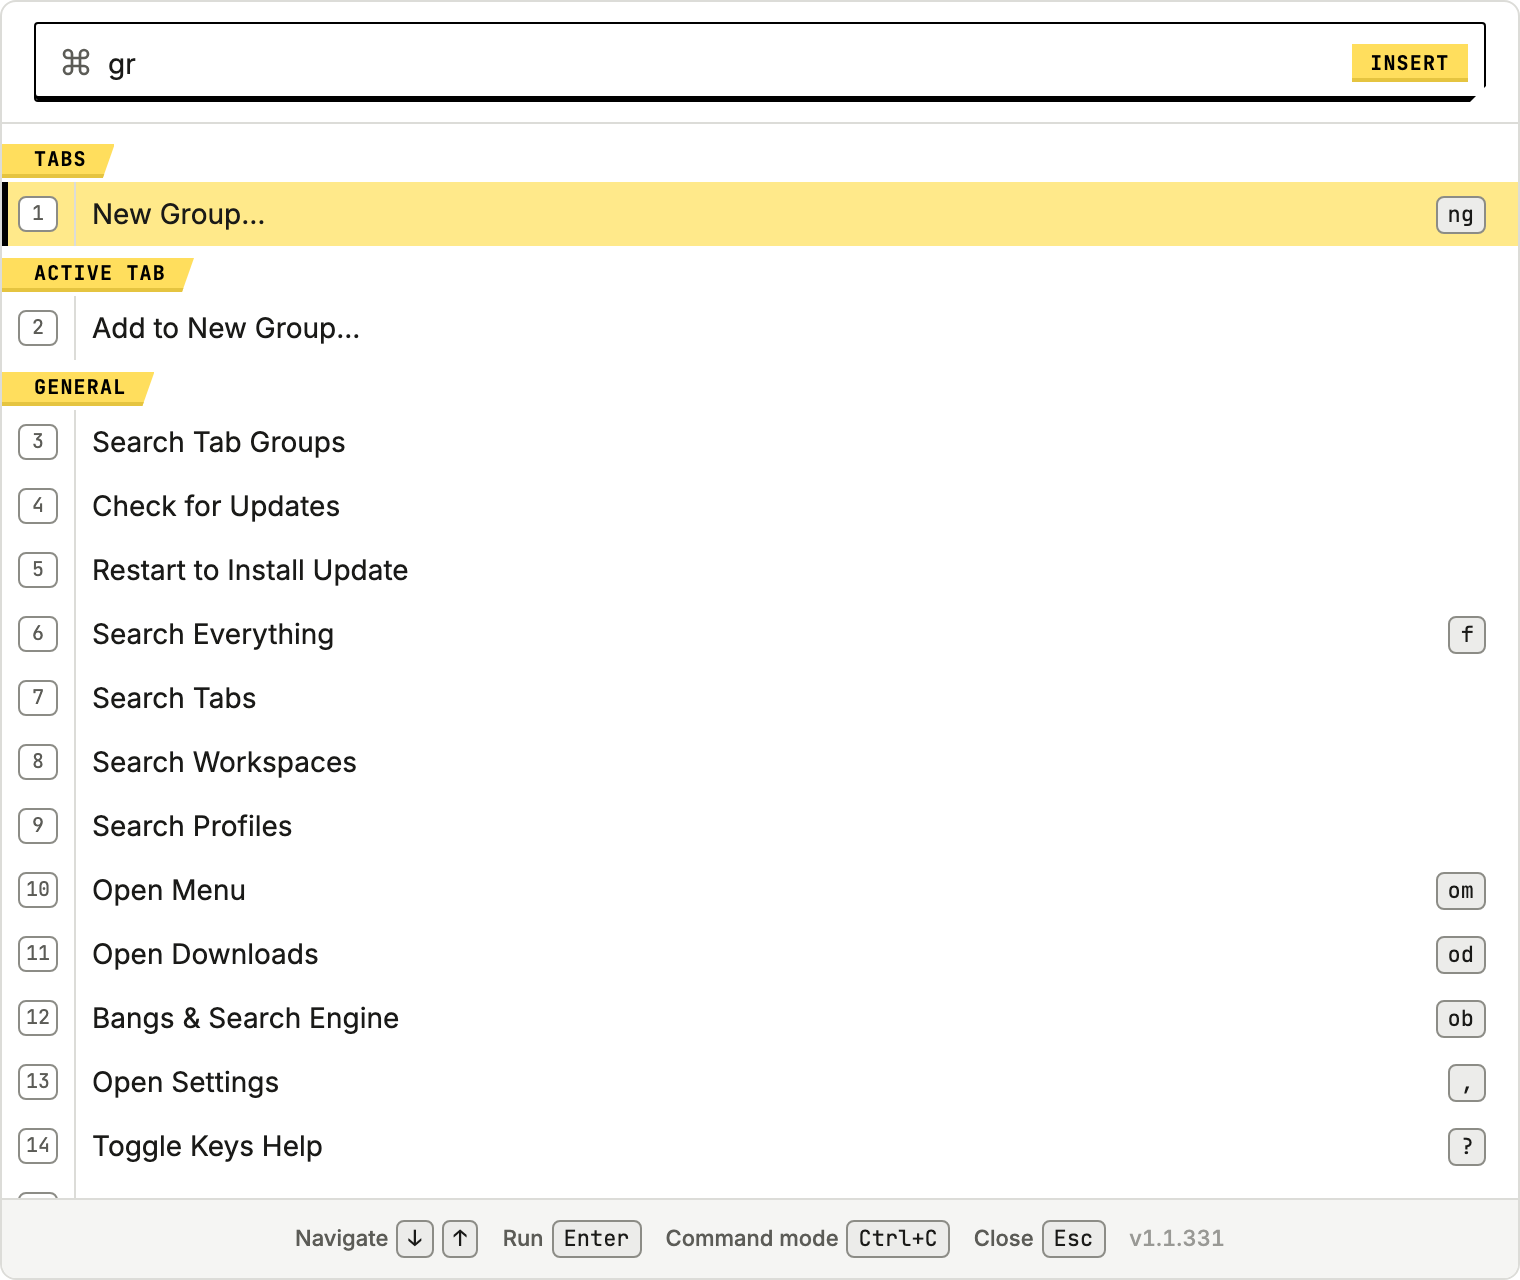 ⌘ gr INSERT
TABS
1 New Group... ng
ACTIVE TAB
2 Add to New Group...
GENERAL
3 Search Tab Groups
4 Check for Updates
5 Restart to Install Update
6 Search Everything f
7 Search Tabs
8 Search Workspaces
9 Search Profiles
10 Open Menu om
11 Open Downloads od
12 Bangs & Search Engine ob
13 Open Settings ,
14 Toggle Keys Help ?
Navigate ↓ ↑ Run Enter Command mode Ctrl+C Close Esc v1.1.331